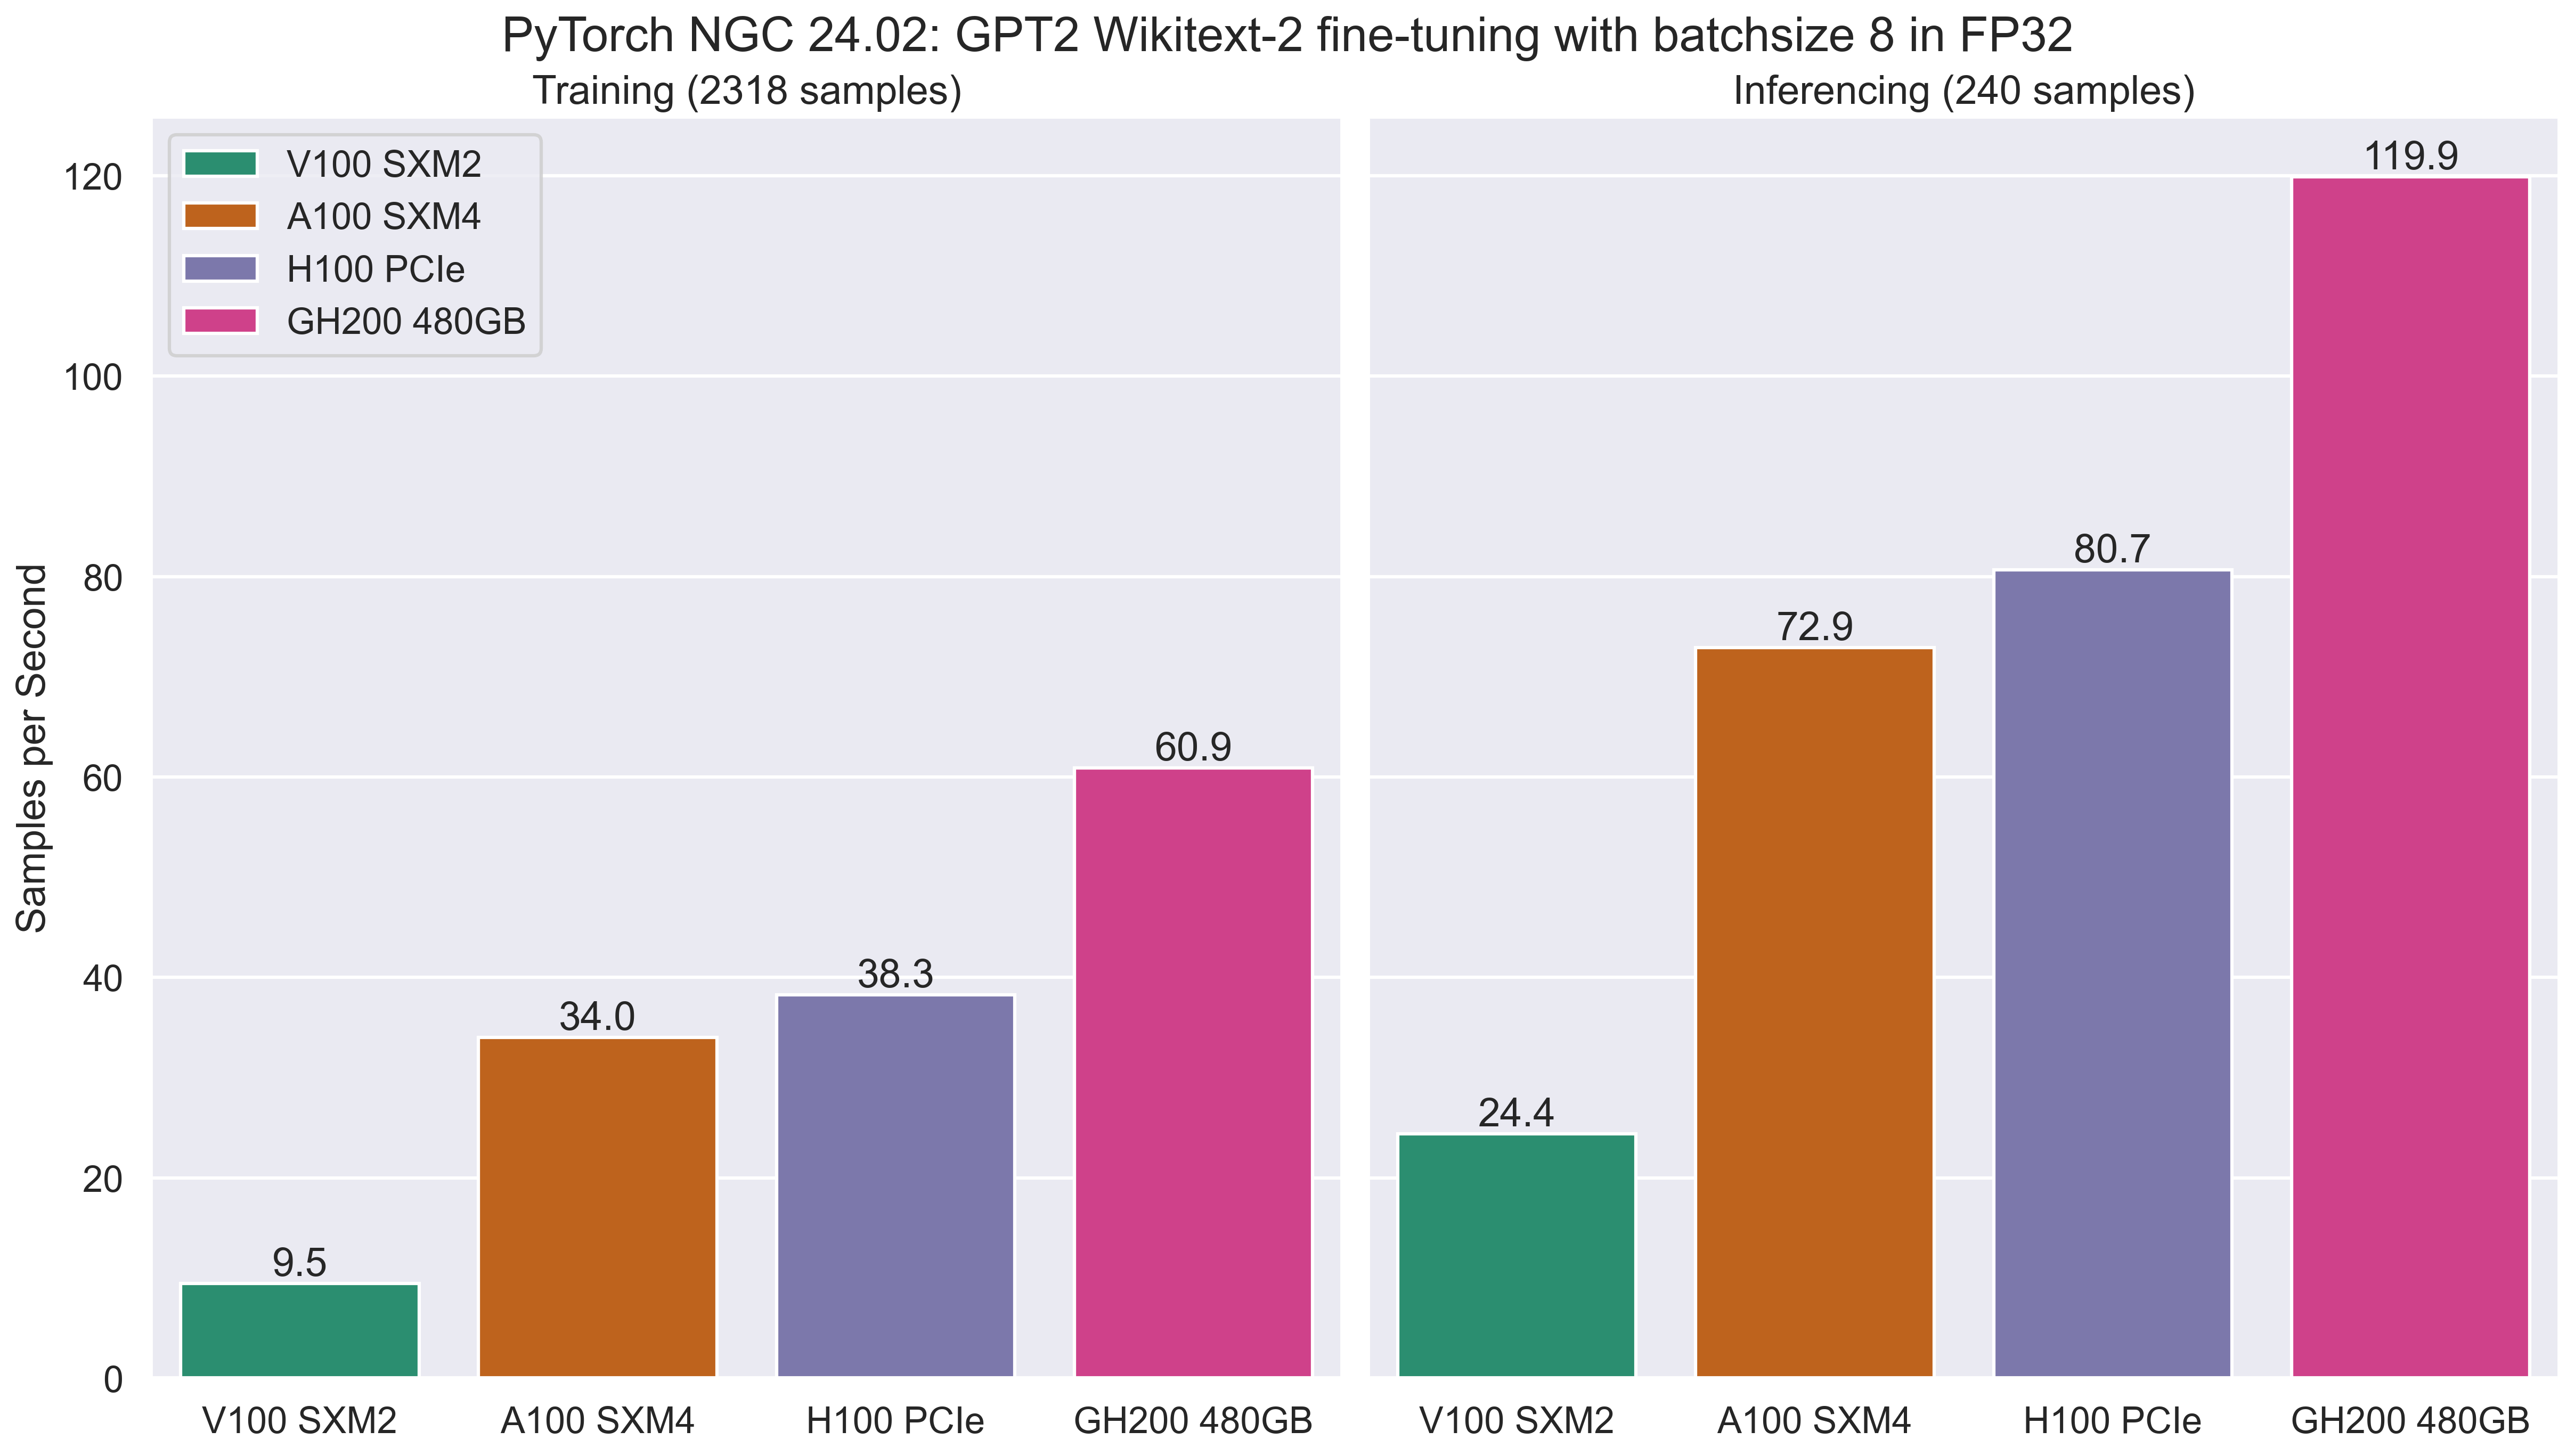 PyTorch NGC 24.02: GPT2 Wikitext-2 fine-tuning with batchsize 8 in FP32
Training (2318 samples)
V100 SXM2
A100 SXM4
H100 PCIe
GH200 480GB
Samples per Second
120
100
80
60
40
20
0
9.5
34.0
38.3
60.9
V100 SXM2
A100 SXM4
H100 PCIe
GH200 480GB
Inferencing (240 samples)
24.4
72.9
80.7
119.9
V100 SXM2
A100 SXM4
H100 PCIe
GH200 480GB